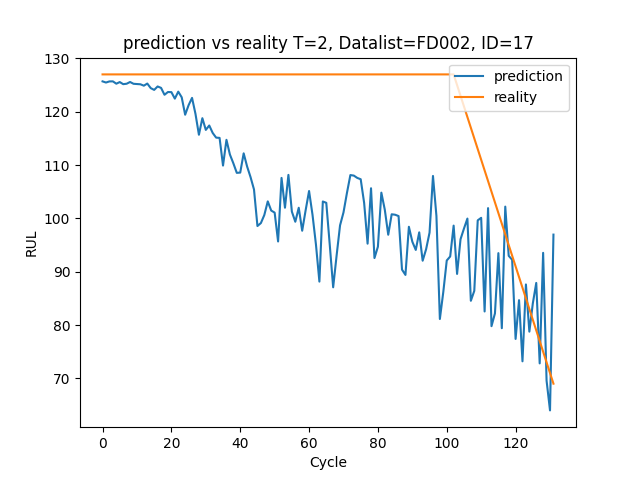 prediction vs reality T=2, Datalist=FD002, ID=17
130
120
110
100
90
80
70
RUL
prediction
reality
0
20
40
60
80
100
120
Cycle